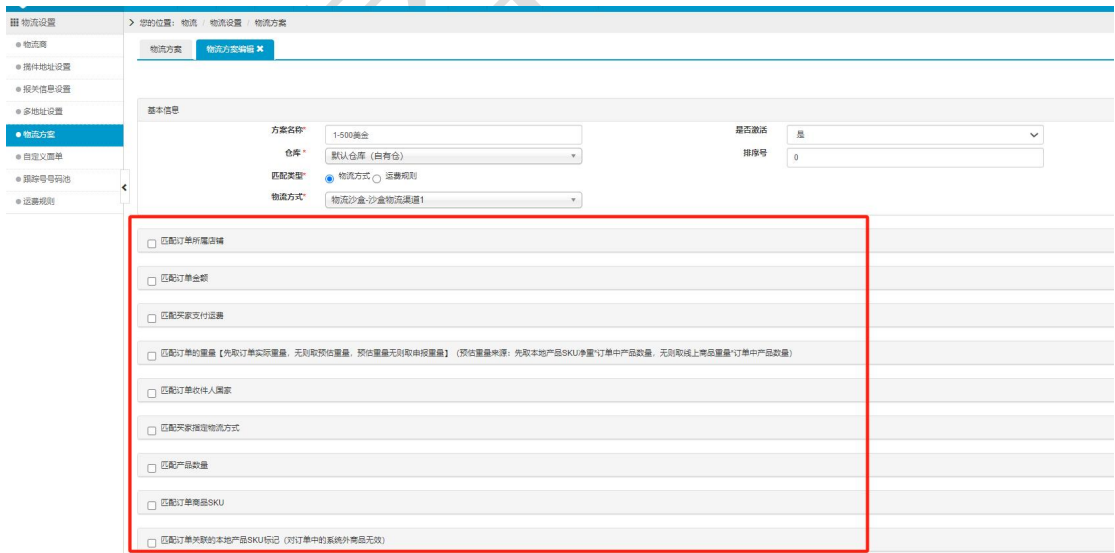 物流设置
> 您的位置: 物流 / 物流设置 / 物流方案
物流商
揽件地址设置
报关信息设置
多地址设置
物流方案
自定义面单
跟踪号号码池
运费规则
物流方案 物流方案编辑 ✖
基本信息
方案名称* 1-500美金 是否激活 是
仓库* 默认仓库（自有仓） 排序号 0
匹配类型* 物流方式 运费规则
物流方式* 物流沙盒-沙盒物流渠道1
匹配订单所属店铺
匹配订单金额
匹配买家支付运费
匹配订单的重量【先取订单实际重量，无则取预估重量，预估重量无则取申报重量】（预估重量来源：先取本地产品SKU净重*订单中产品数量，无则取线上商品重量*订单中产品数量）
匹配订单收件人国家
匹配买家指定物流方式
匹配产品数量
匹配订单商品SKU
匹配订单关联的本地产品SKU标记（对订单中的系统外商品无效）